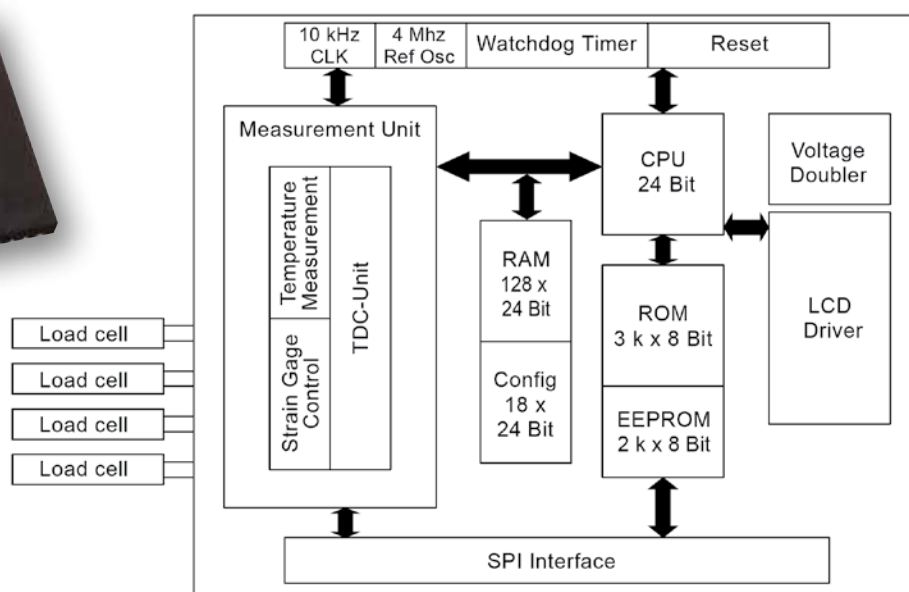 10 kHz
CLK
4 Mhz
Ref Osc
Watchdog Timer
Reset
Measurement Unit
Temperature
Measurement
Strain Gage
Control
TDC-Unit
CPU
24 Bit
Voltage
Doubler
RAM
128 x
24 Bit
Config
18 x
24 Bit
ROM
3 k x 8 Bit
EEPROM
2 k x 8 Bit
LCD
Driver
Load cell
Load cell
Load cell
Load cell
SPI Interface